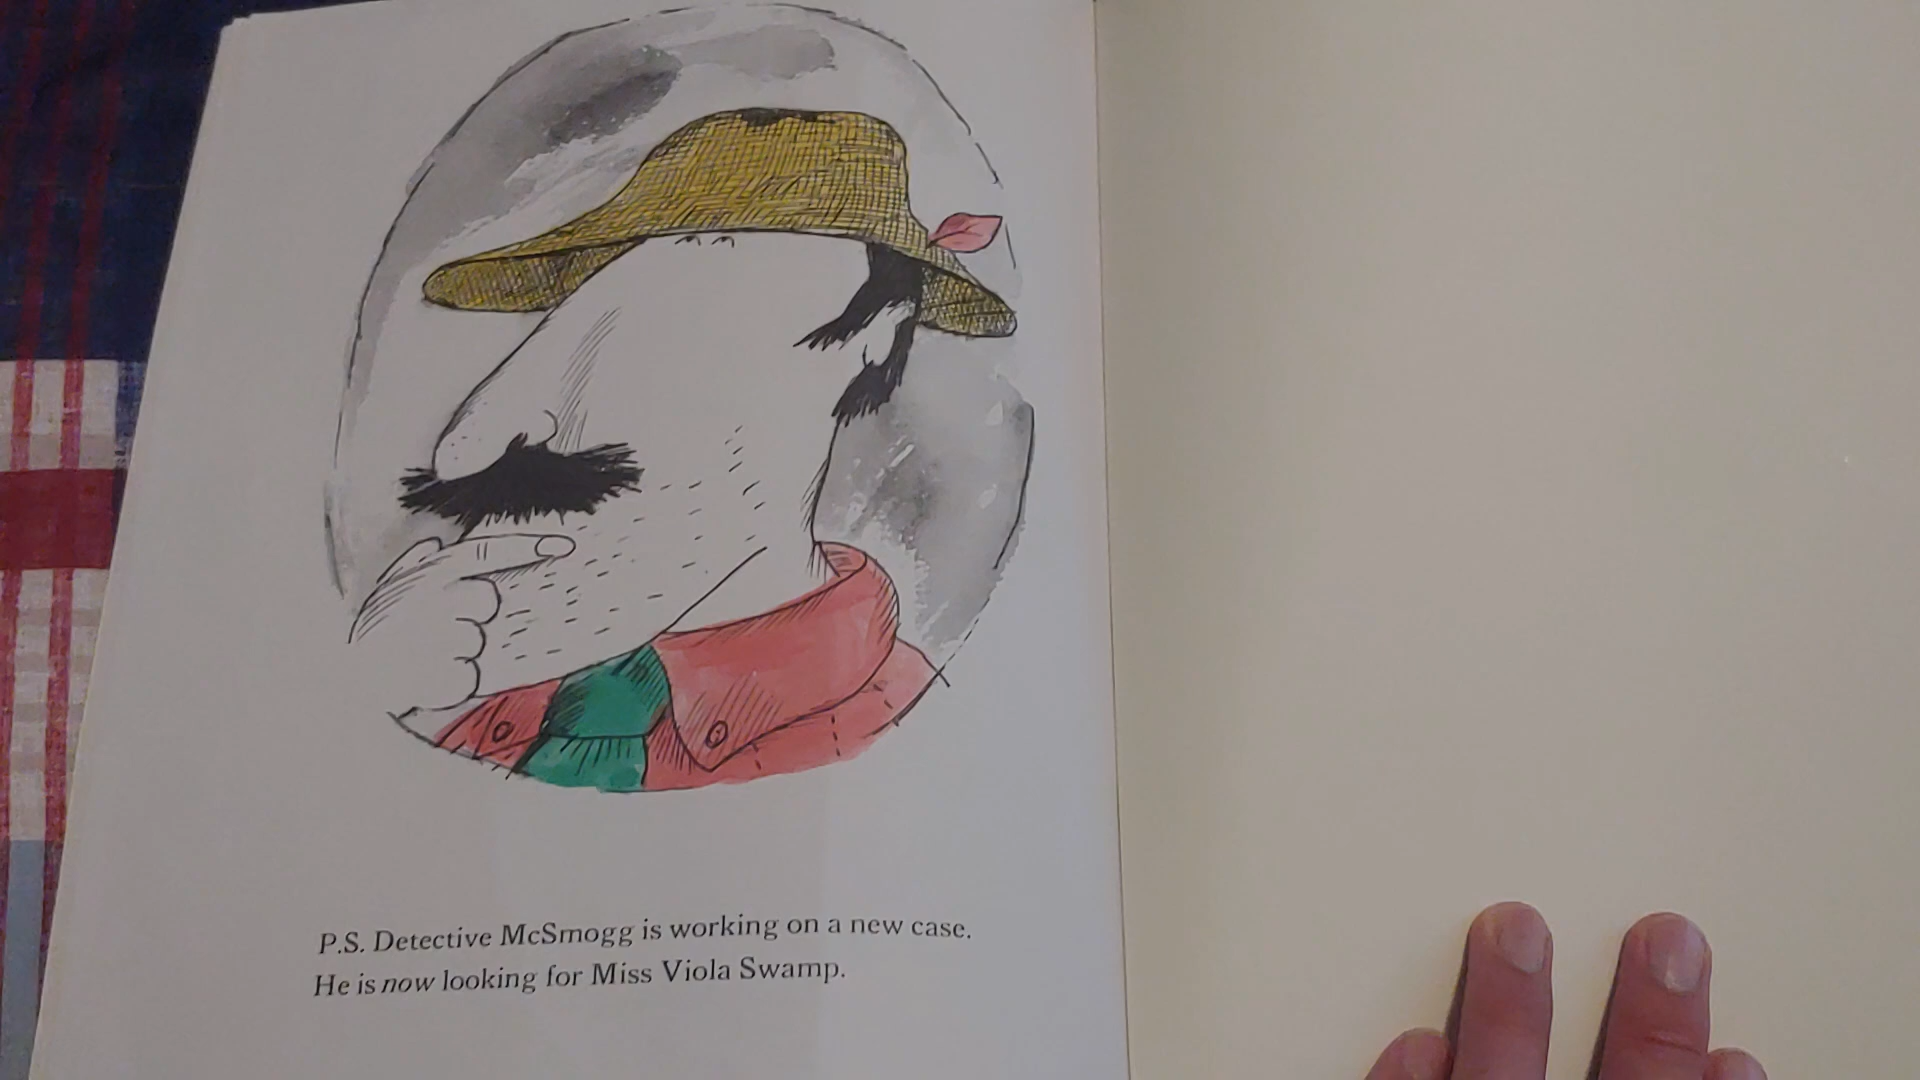 P.S. Detective McSmogg is working on a new case.
He is now looking for Miss Viola Swamp.